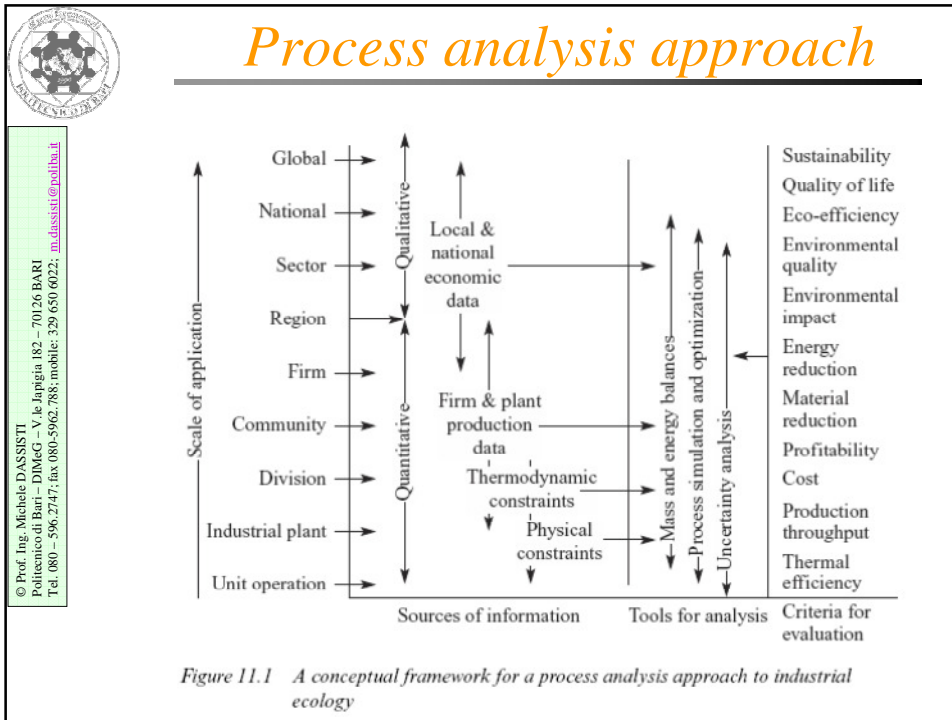 Process analysis approach
POLITECNICO DI BARI
© Prof. Ing. Michele DASSISTI
Politecnico di Bari – DIMeG – V.le Japigia 182 – 70126 BARI
Tel. 080 – 596.2747; fax 080-5962.788; mobile: 329 650 6022; m.dassisti@poliba.it
Scale of application
Global
National
Sector
Region
Firm
Community
Division
Industrial plant
Unit operation
Qualitative
Quantitative
Local &
national
economic
data
Firm & plant
production
data
Thermodynamic
constraints
Physical
constraints
Mass and energy balances
Process simulation and optimization
Uncertainty analysis
Sustainability
Quality of life
Eco-efficiency
Environmental
quality
Environmental
impact
Energy
reduction
Material
reduction
Profitability
Cost
Production
throughput
Thermal
efficiency
Sources of information
Tools for analysis
Criteria for
evaluation
Figure 11.1 A conceptual framework for a process analysis approach to industrial
ecology